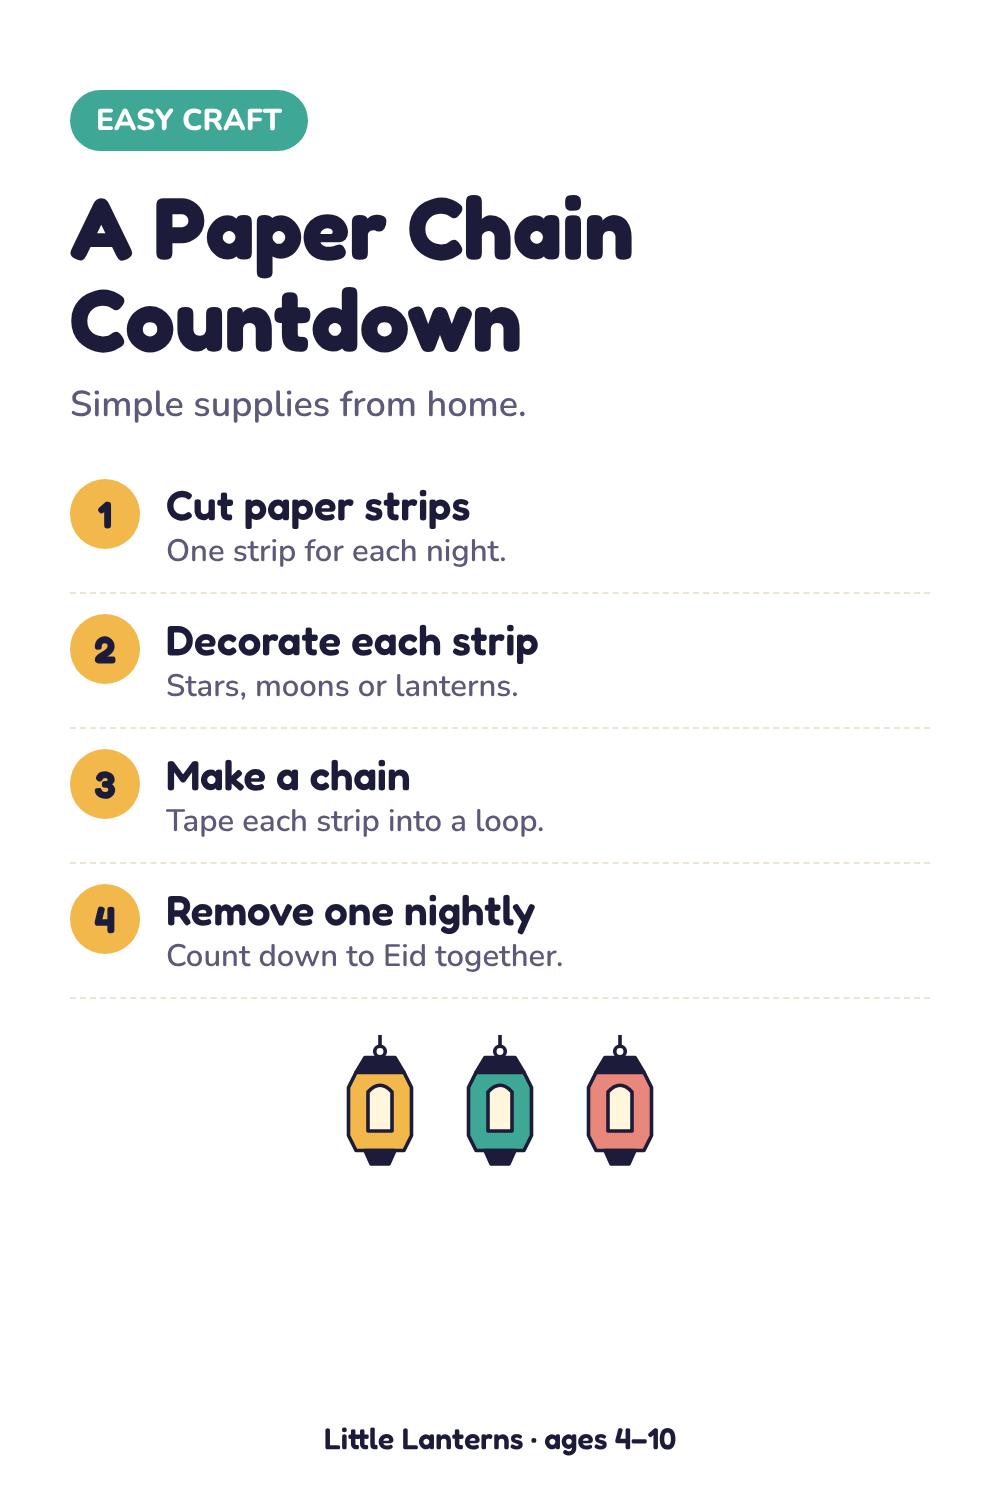 EASY CRAFT
A Paper Chain
Countdown
Simple supplies from home.
1
Cut paper strips
One strip for each night.
2
Decorate each strip
Stars, moons or lanterns.
3
Make a chain
Tape each strip into a loop.
4
Remove one nightly
Count down to Eid together.
Little Lanterns · ages 4–10